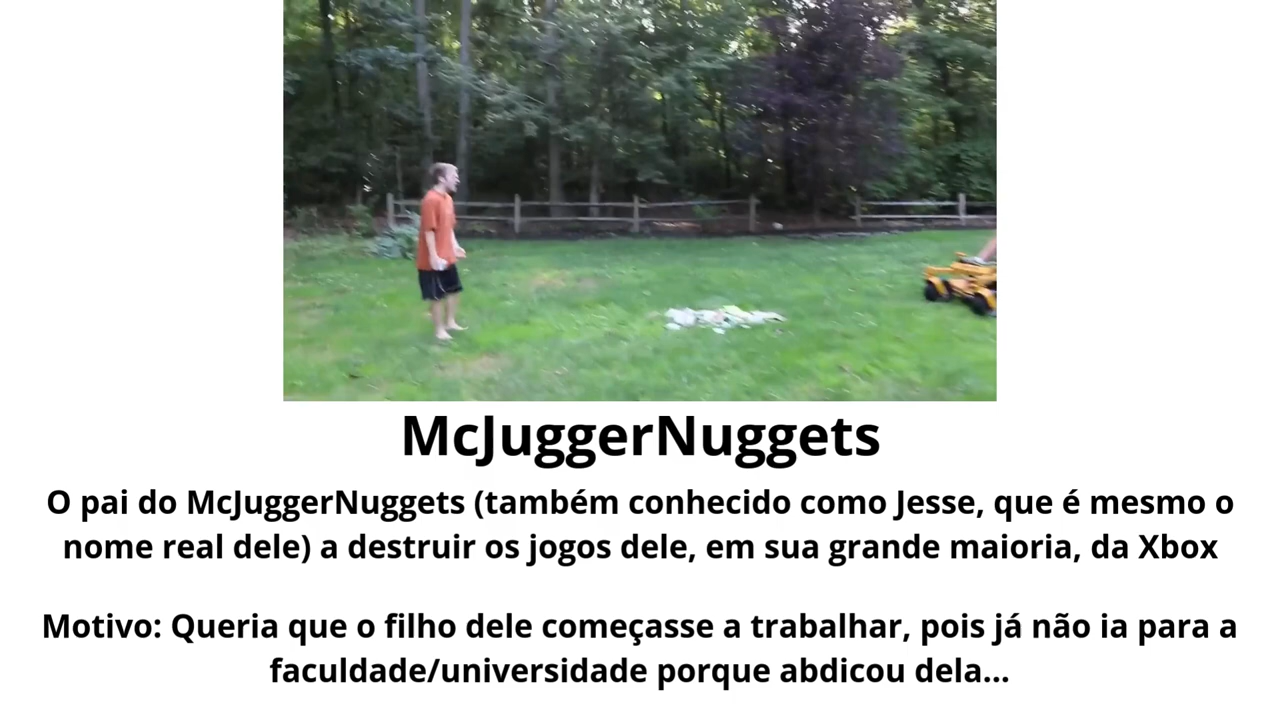 McJuggerNuggets
O pai do McJuggerNuggets (também conhecido como Jesse, que é mesmo o
nome real dele) a destruir os jogos dele, em sua grande maioria, da Xbox
Motivo: Queria que o filho dele começasse a trabalhar, pois já não ia para a
faculdade/universidade porque abdicou dela...